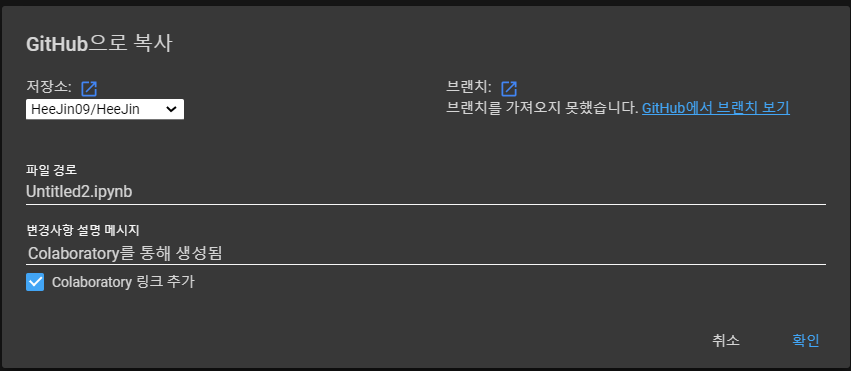 GitHub으로 복사
저장소:
HeeJin09/HeeJin
브랜치:
브랜치를 가져오지 못했습니다. GitHub에서 브랜치 보기
파일 경로
Untitled2.ipynb
변경사항 설명 메시지
Colaboratory를 통해 생성됨
Colaboratory 링크 추가
취소
확인